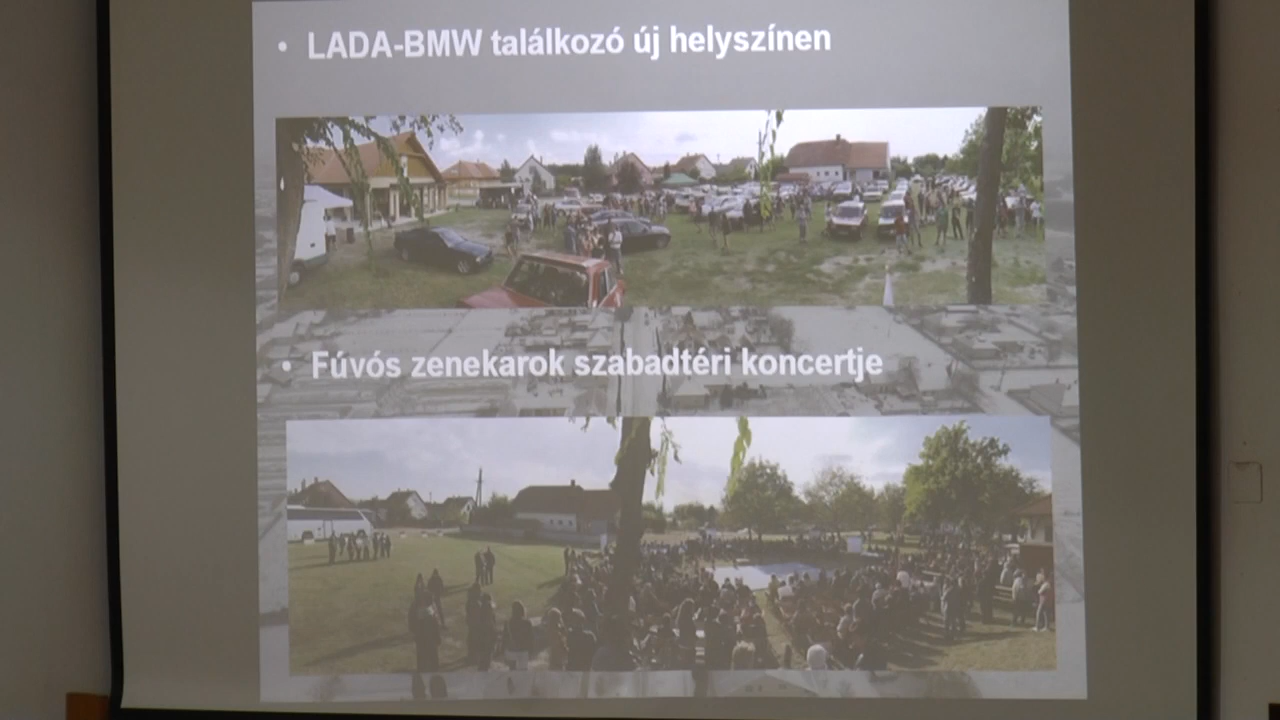 • LADA-BMW találkozó új helyszínen
• Fúvós zenekarok szabadtéri koncertje